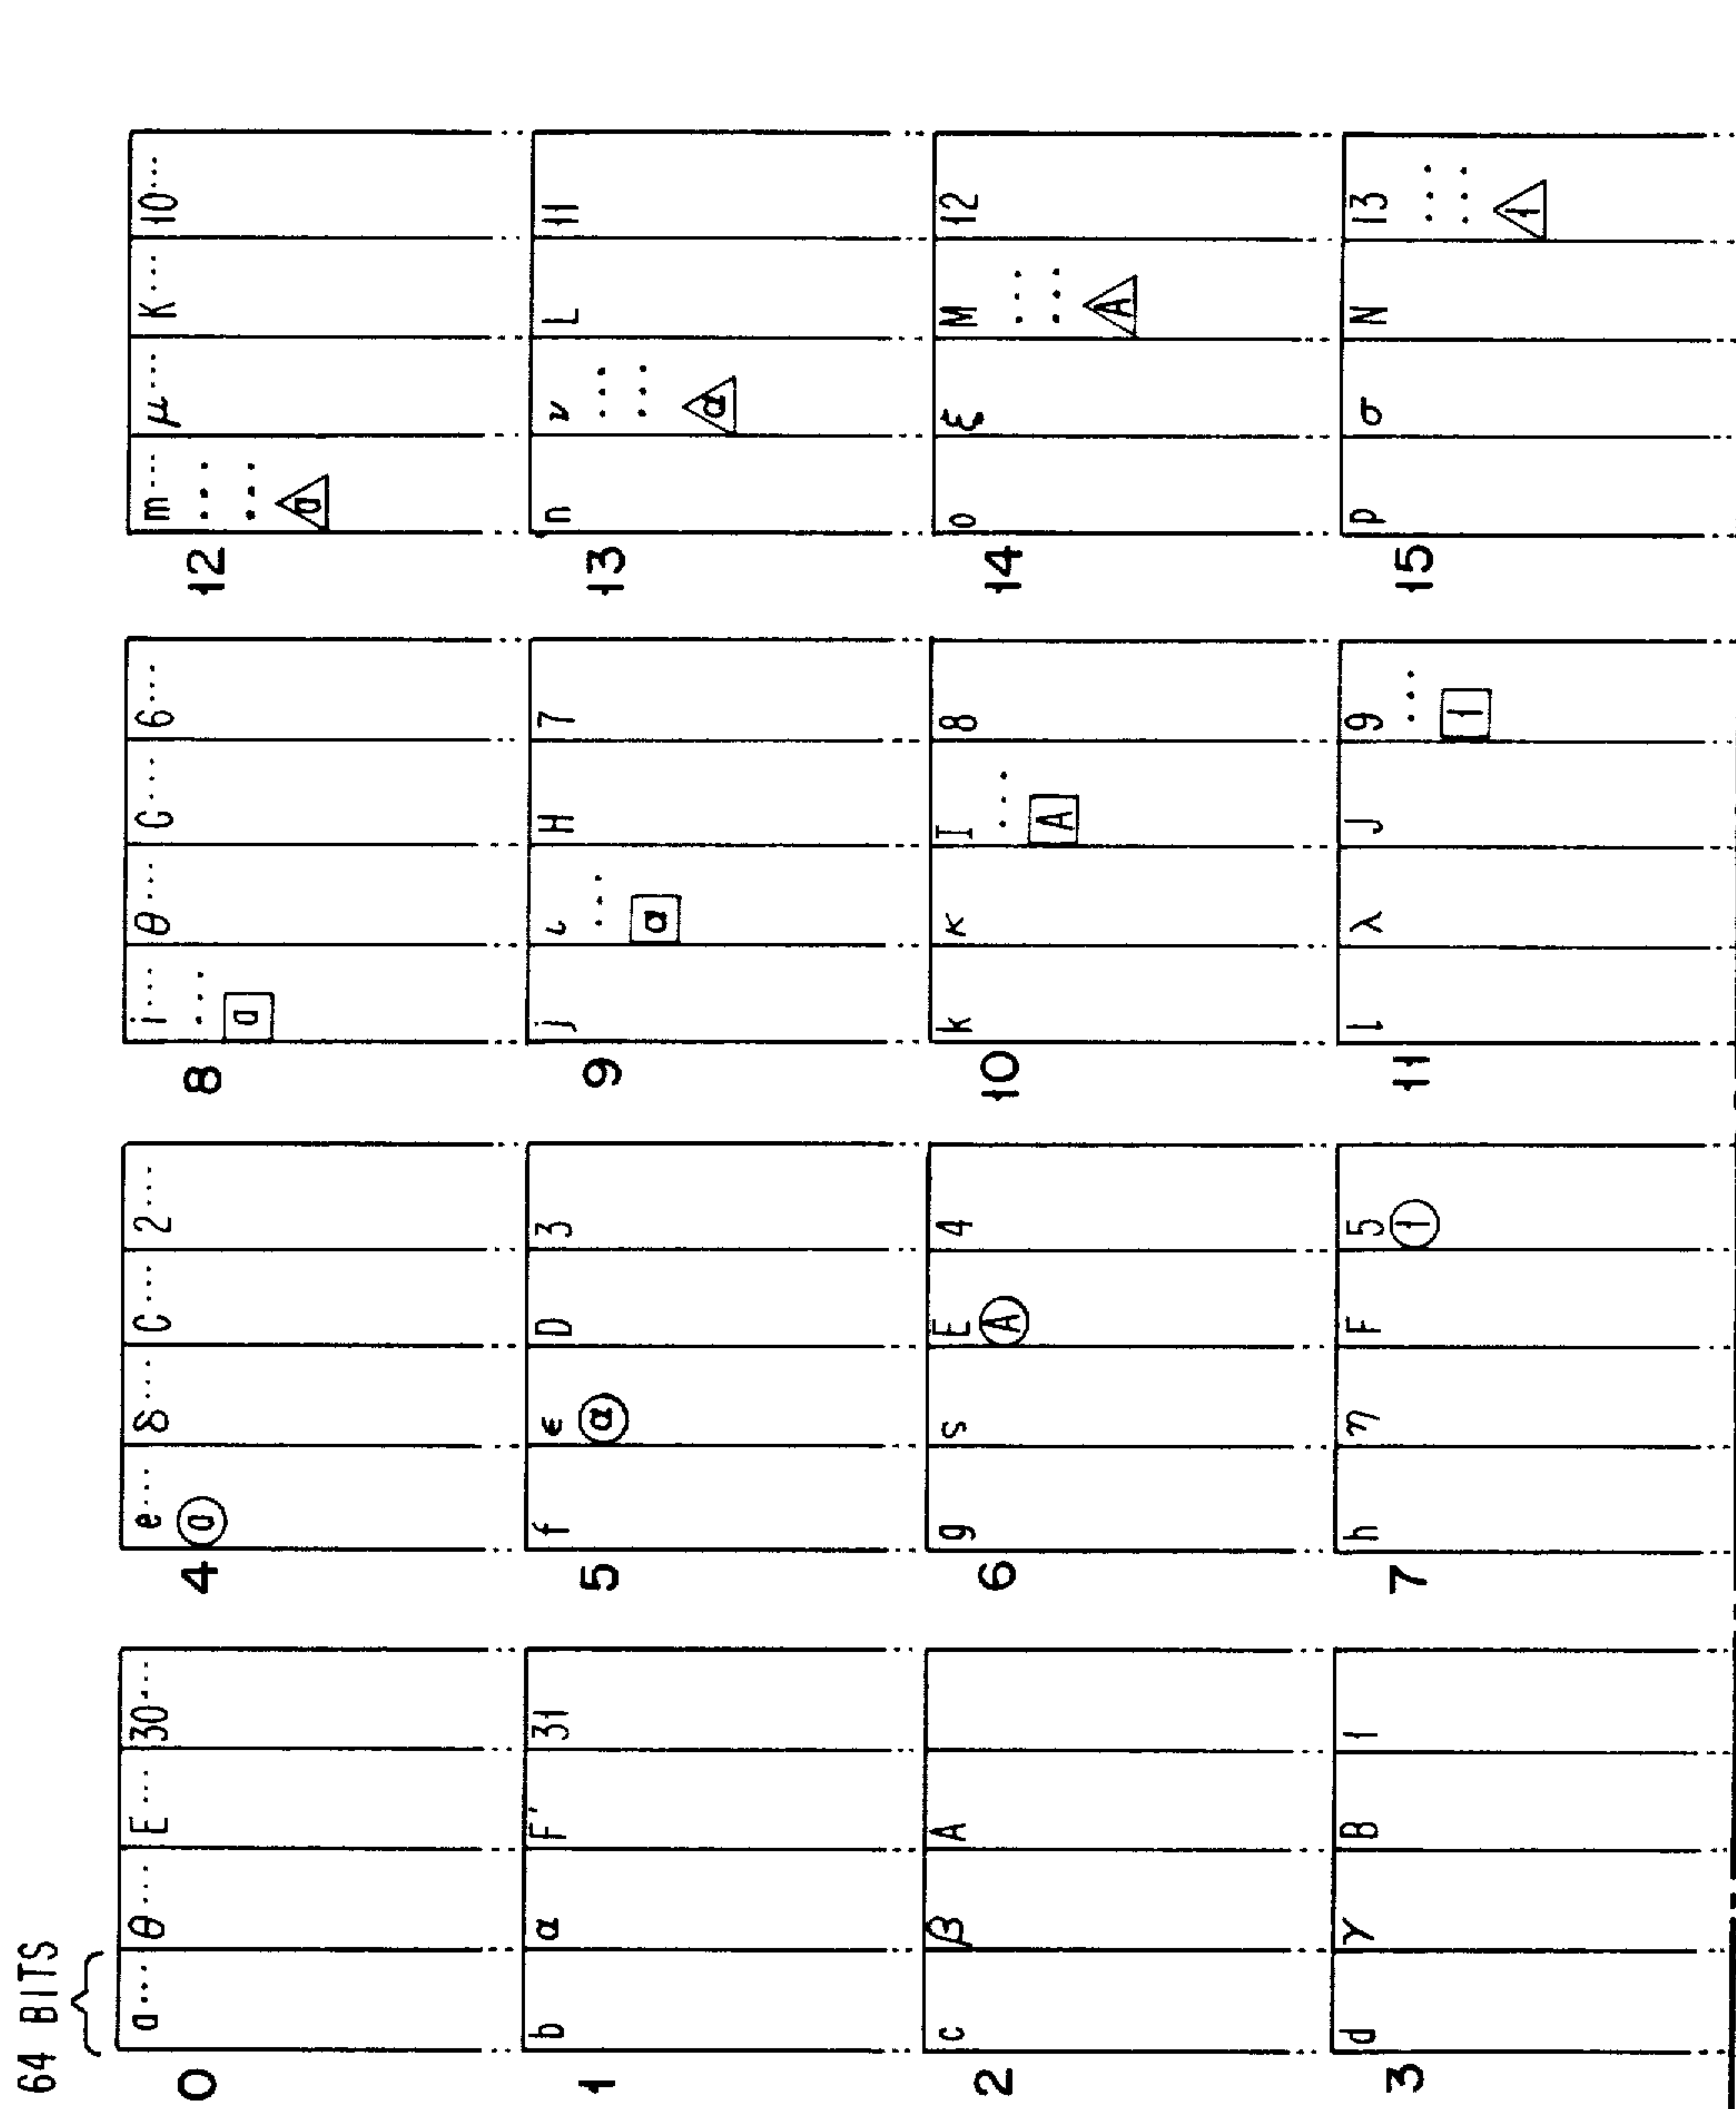 64 BITS
a.... θ.... E.... 30.... e.... δ.... C.... 2.... i.... θ.... G.... 6.... m.... μ.... K.... 10....
0 4 a 8 ... 12 ...
a ...
a
b α F' 31 f ϵ D 3 j ι H 7 n ν L 11
1 5 α 9 ... 13 ...
α ...
α
c β A g s E 4 k κ I 8 o ξ M 12
2 6 A 10 ... 14 ...
A ...
A
d γ B 1 h η F 5 l λ J 9 p σ N 13
3 7 1 11 ... 15 ...
1 ...
1